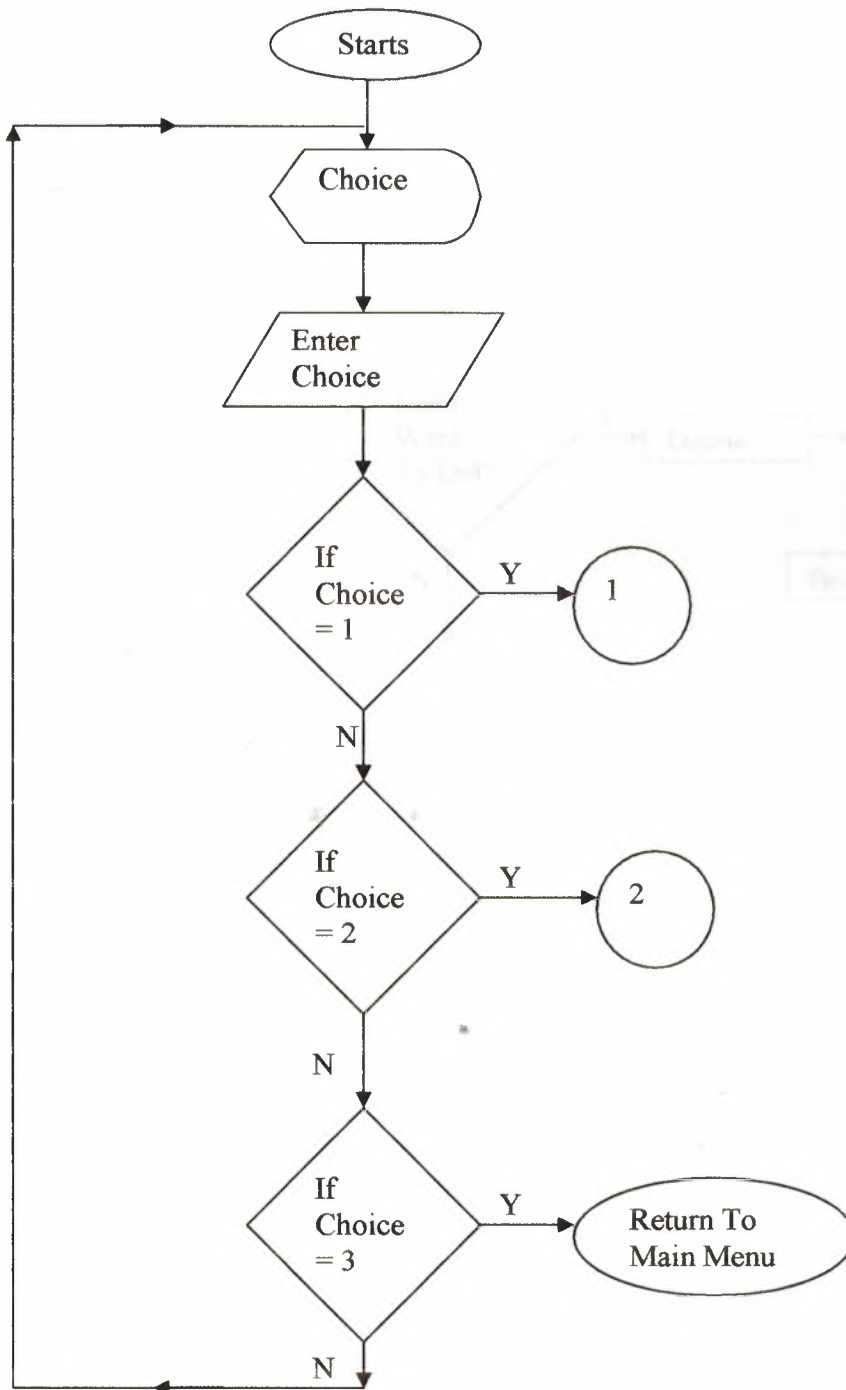 Starts
Choice
Enter
Choice
If
Choice
= 1
Y
1
N
If
Choice
= 2
Y
2
N
If
Choice
= 3
Y
Return To
Main Menu
N